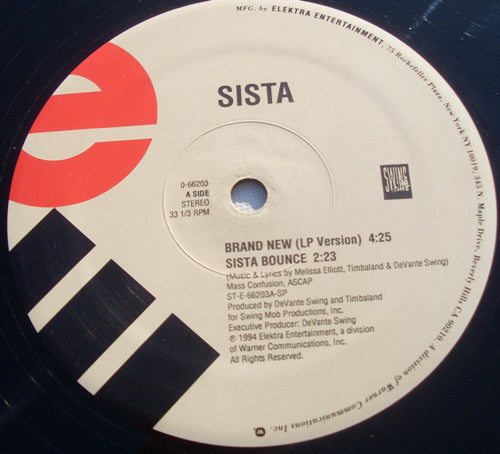 MFG. by ELEKTRA ENTERTAINMENT, 75 Rockefeller Plaza, New York NY 10019, 345 N. Maple Drive, Beverly Hills CA 90210. A division of Warner Communications Inc.
SISTA
SWING
0-66203
A SIDE
STEREO
33 1/3 RPM
BRAND NEW (LP Version) 4:25
SISTA BOUNCE 2:23
(Music & Lyrics by Melissa Elliott, Timbaland & DeVante Swing)
Mass Confusion, ASCAP
ST-E-66203A-SP
Produced by DeVante Swing and Timbaland
for Swing Mob Productions, Inc.
Executive Producer: DeVante Swing
℗ 1994 Elektra Entertainment, a division
of Warner Communications, Inc.
All Rights Reserved.